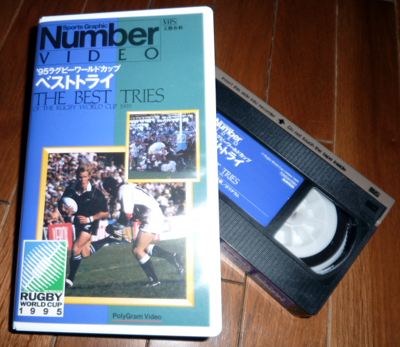 Sports Graphic
Number
VHS
VIDEO
'95ラグビーワールドカップ
ベストトライ
THE BEST TRIES
OF THE RUGBY WORLD CUP 1995
RUGBY
WORLD CUP
1995
PolyGram Video
Number
ベストトライ
TRIES